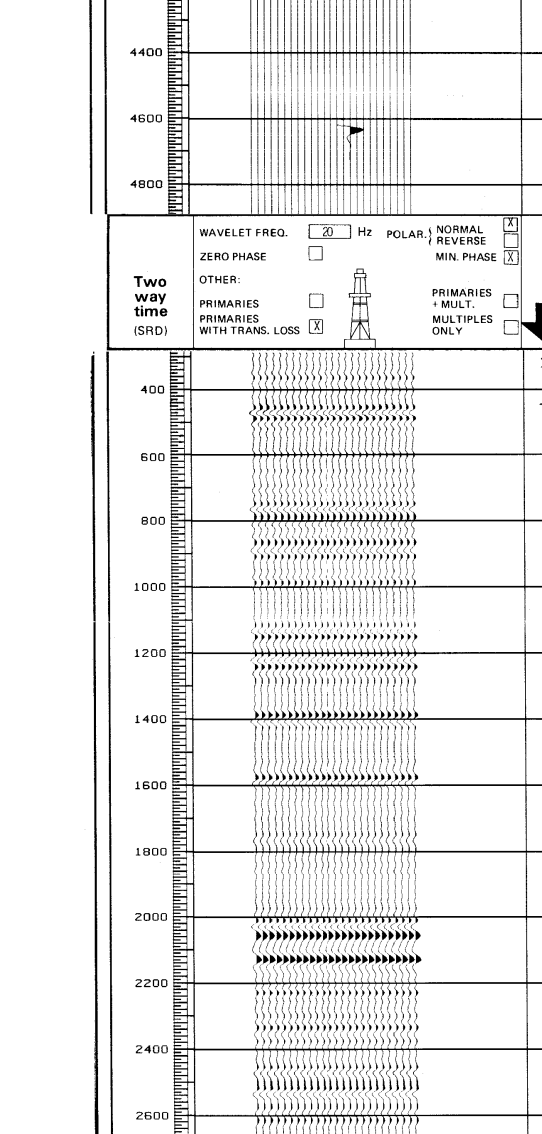 4400
4600
4800
WAVELET FREQ. 20 Hz POLAR. NORMAL X
REVERSE
ZERO PHASE MIN. PHASE X
OTHER:
Two
way
time
(SRD)
PRIMARIES
PRIMARIES
WITH TRANS. LOSS X
PRIMARIES
+ MULT.
MULTIPLES
ONLY
400
600
800
1000
1200
1400
1600
1800
2000
2200
2400
2600